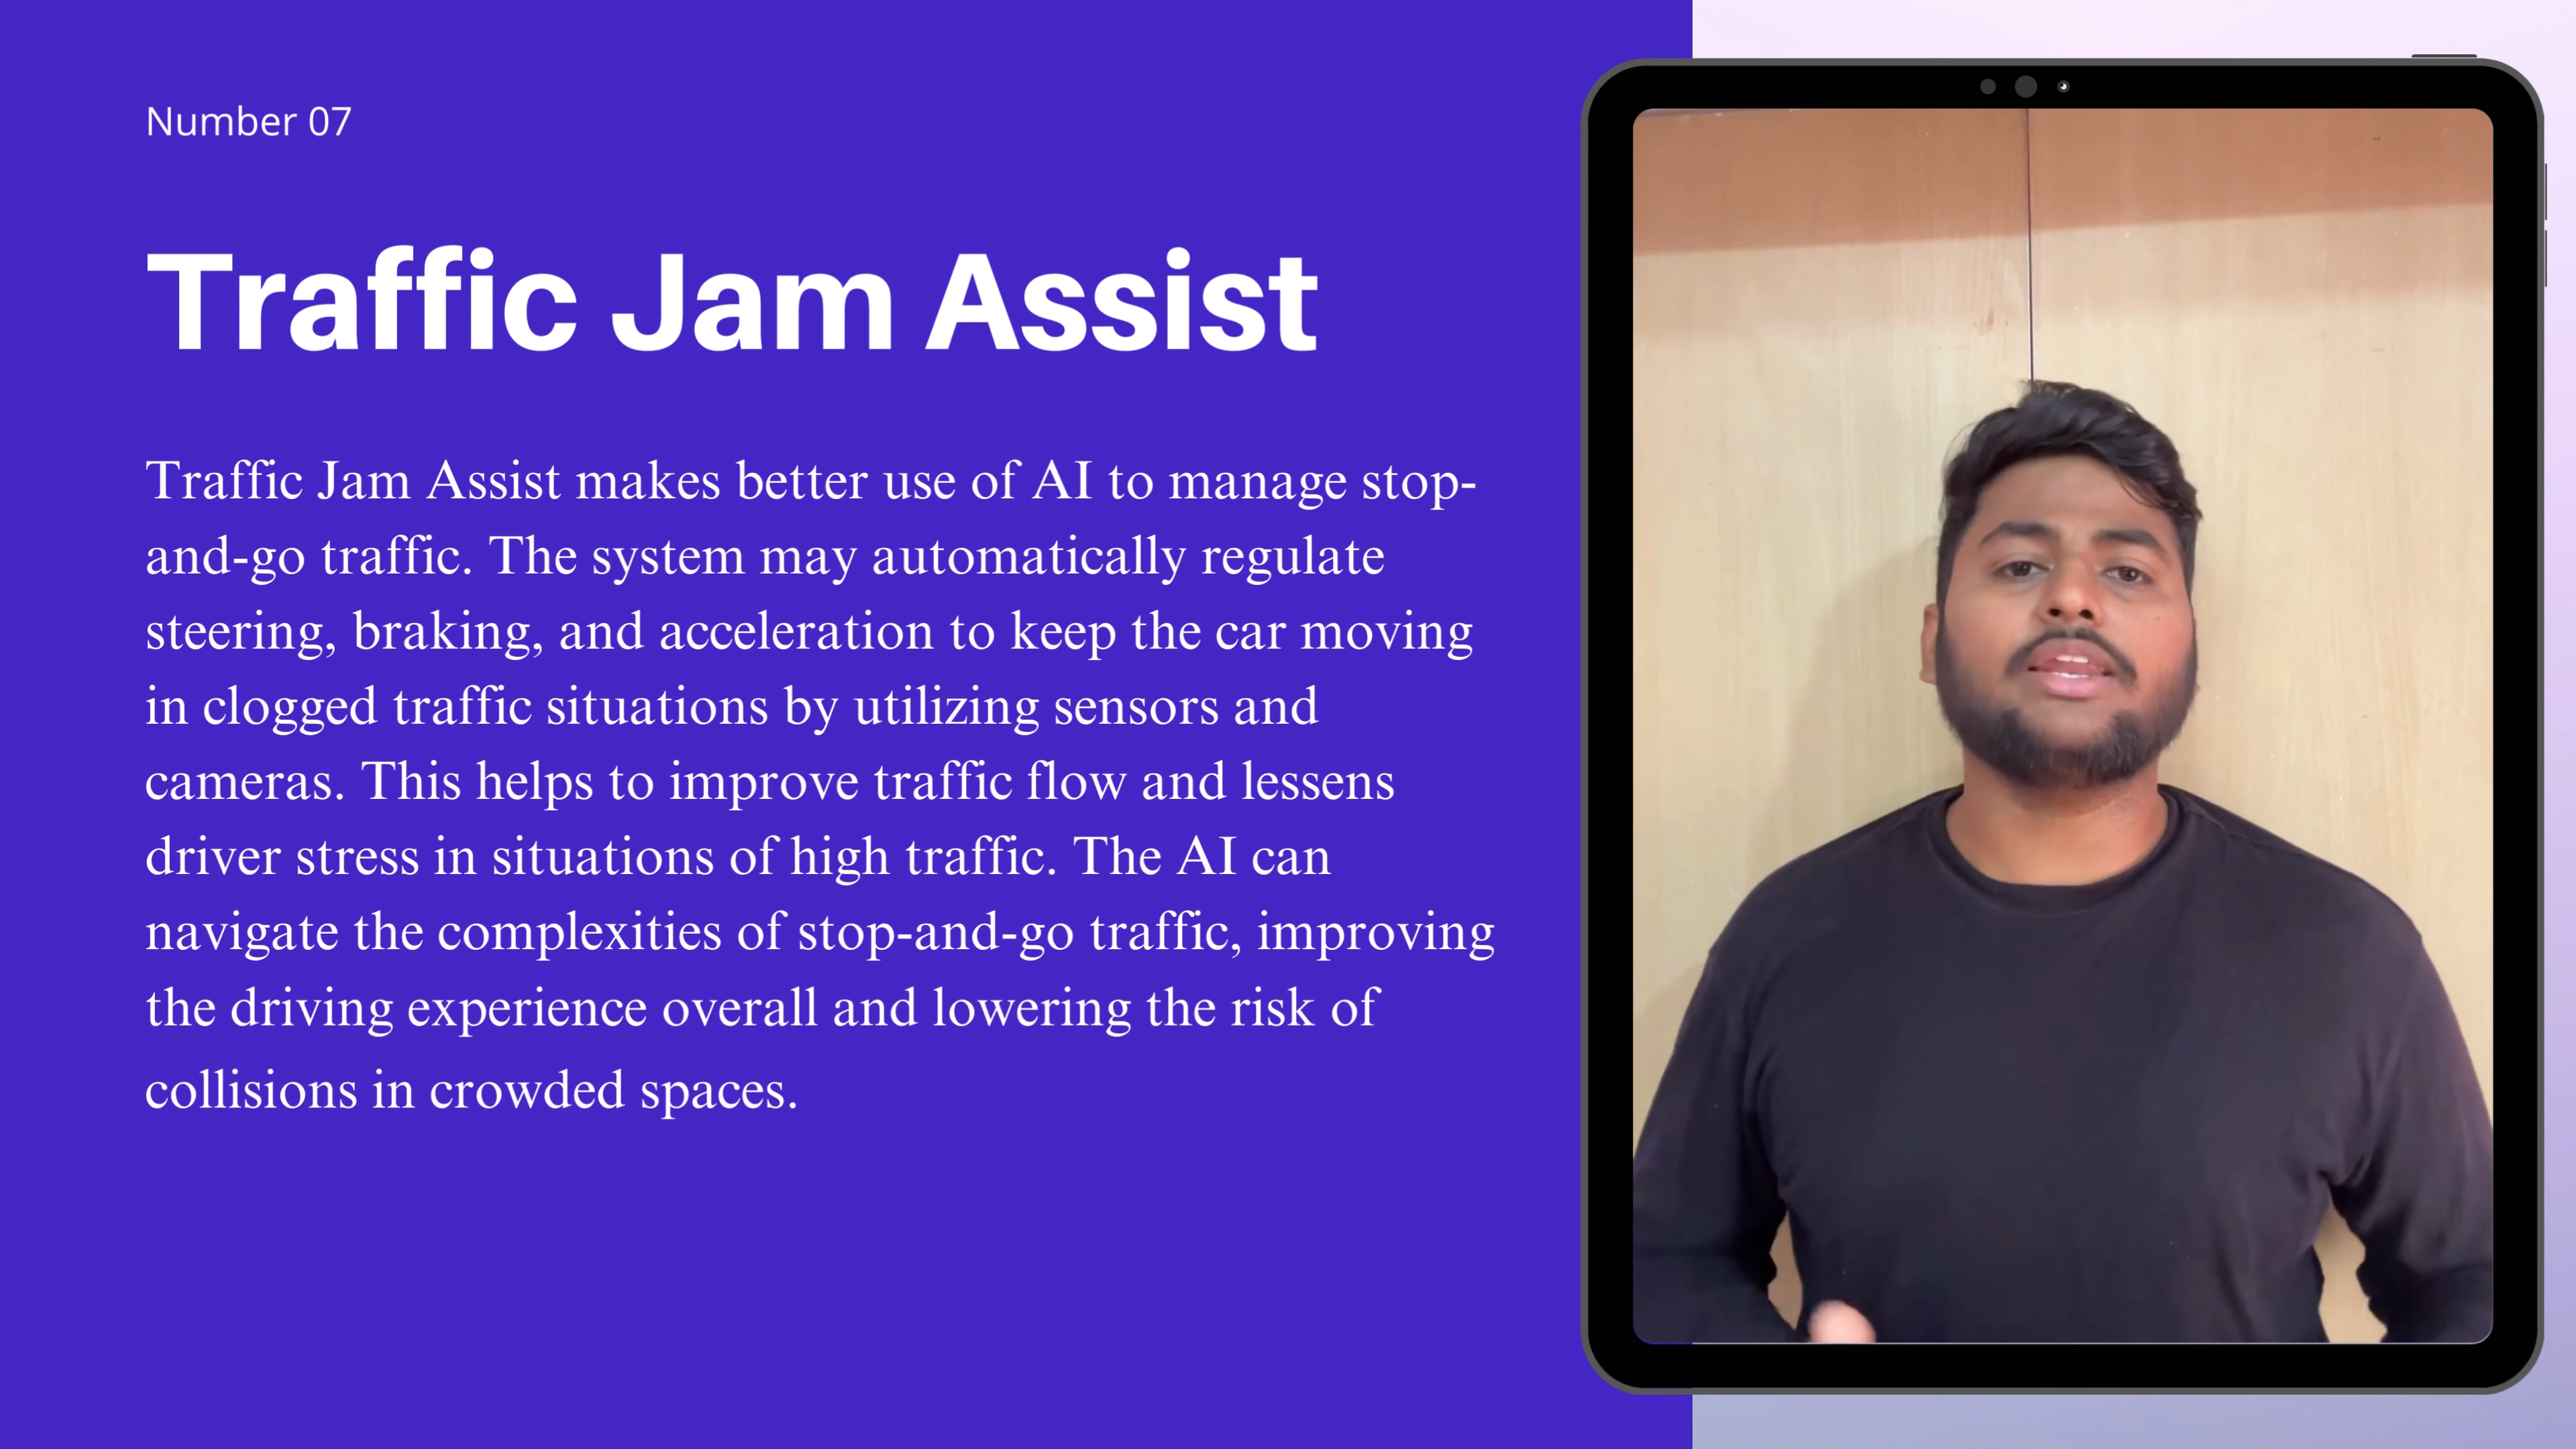 Number 07
Traffic Jam Assist
Traffic Jam Assist makes better use of AI to manage stop-
and-go traffic. The system may automatically regulate
steering, braking, and acceleration to keep the car moving
in clogged traffic situations by utilizing sensors and
cameras. This helps to improve traffic flow and lessens
driver stress in situations of high traffic. The AI can
navigate the complexities of stop-and-go traffic, improving
the driving experience overall and lowering the risk of
collisions in crowded spaces.